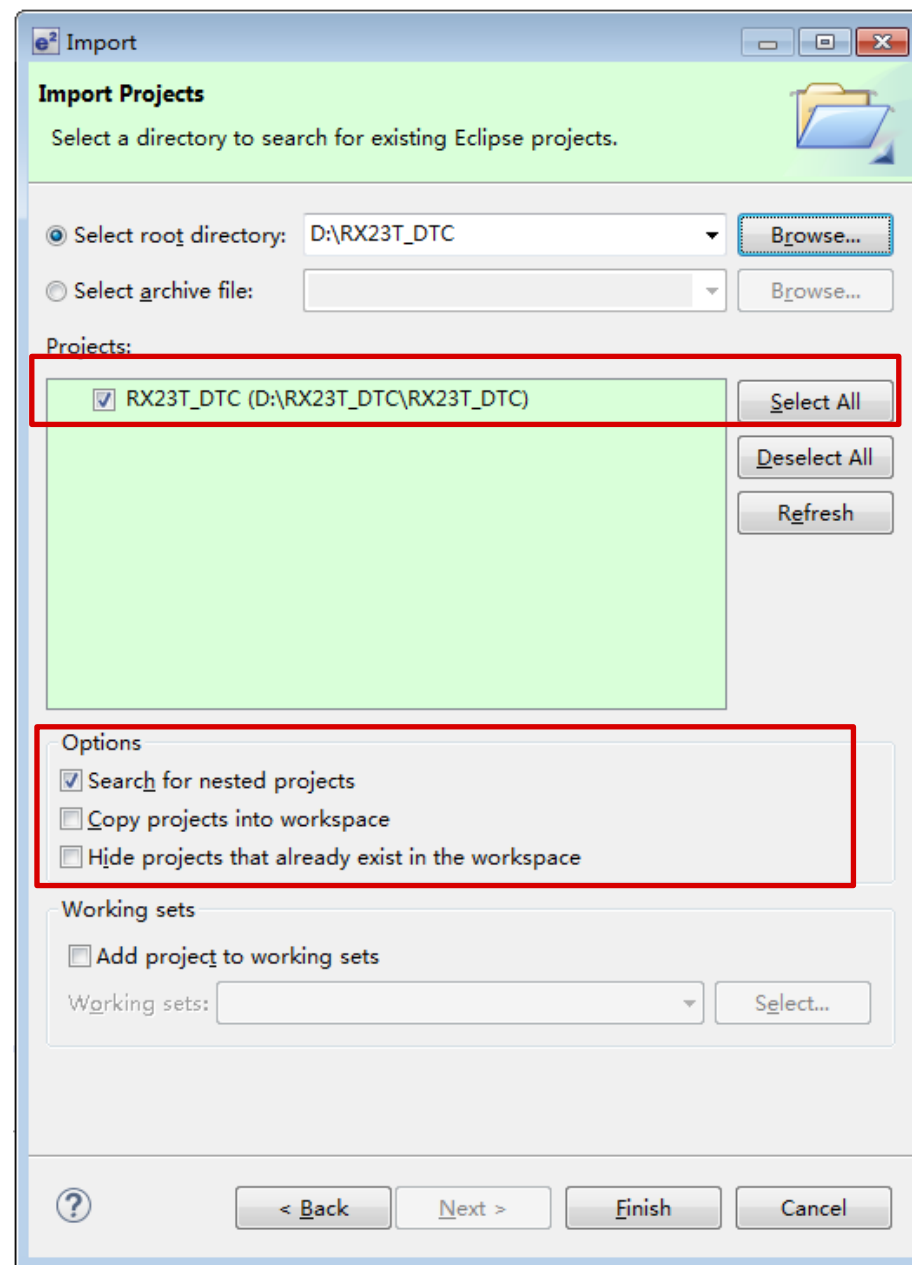 e² Import
Import Projects
Select a directory to search for existing Eclipse projects.
Select root directory: D:\RX23T_DTC Browse...
Select archive file: Browse...
Projects:
RX23T_DTC (D:\RX23T_DTC\RX23T_DTC) Select All
Deselect All
Refresh
Options
Search for nested projects
Copy projects into workspace
Hide projects that already exist in the workspace
Working sets
Add project to working sets
Working sets: Select...
? < Back Next > Finish Cancel